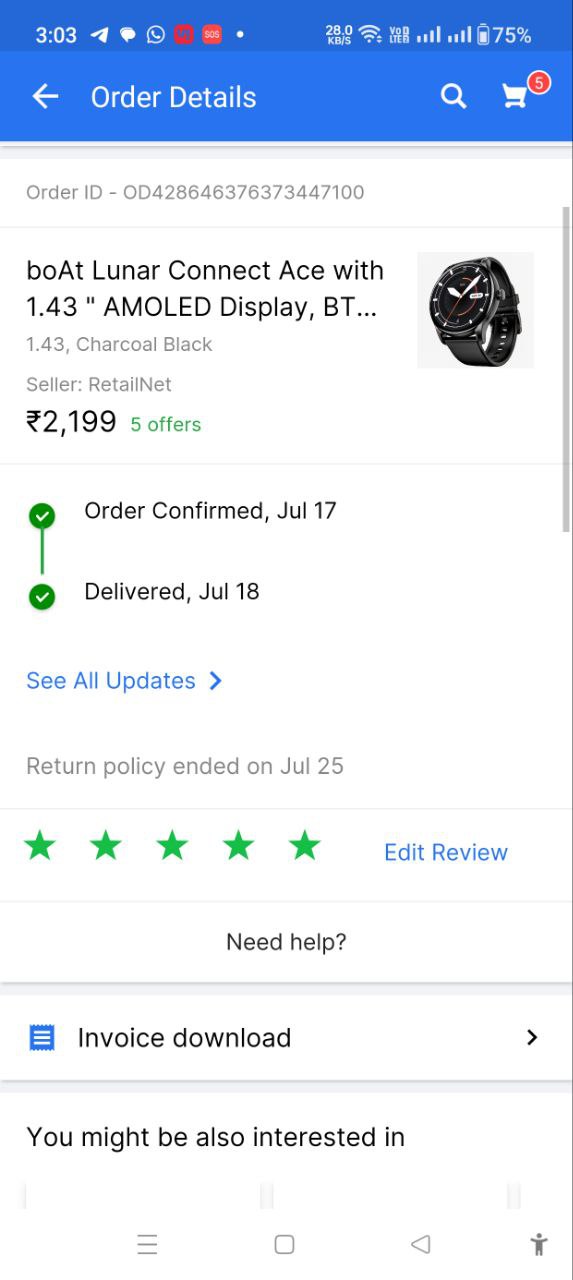 3:03 SOS 28.0 KB/S VoD LTED 75%
Order Details 5
Order ID - OD428646376373447100
boAt Lunar Connect Ace with
1.43 " AMOLED Display, BT...
1.43, Charcoal Black
Seller: RetailNet
₹2,199 5 offers
Order Confirmed, Jul 17
Delivered, Jul 18
See All Updates
Return policy ended on Jul 25
Edit Review
Need help?
Invoice download
You might be also interested in